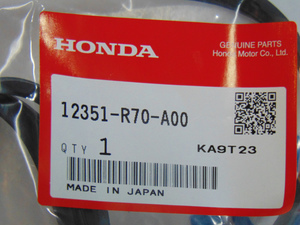 HONDA
GENUINE PARTS
Honda Motor Co., Ltd.
12351-R70-A00
QTY 1
KA9T23
MADE IN JAPAN